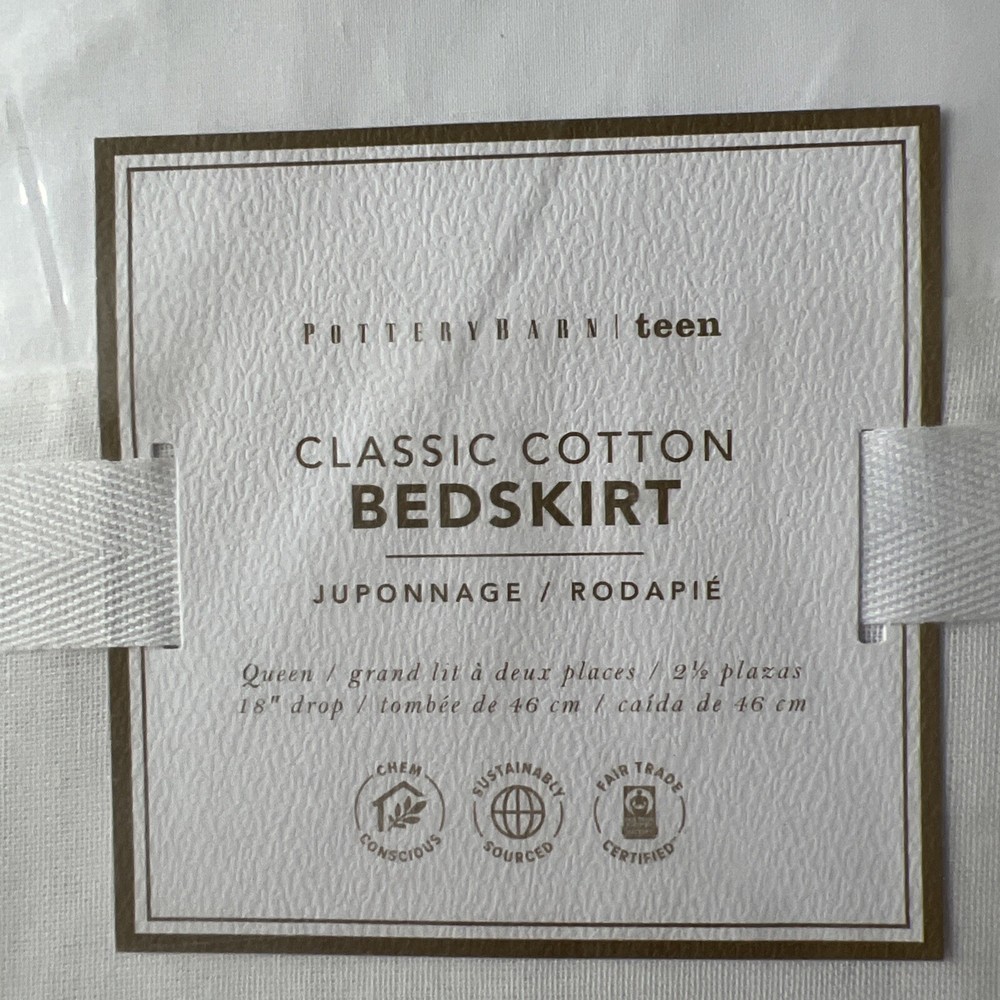 POTTERYBARN | teen
CLASSIC COTTON
BEDSKIRT
JUPONNAGE / RODAPIÉ
Queen / grand lit à deux places / 2½ plazas
18" drop / tombée de 46 cm / caída de 46 cm
CHEM CONSCIOUS
SUSTAINABLY SOURCED
FAIR TRADE CERTIFIED